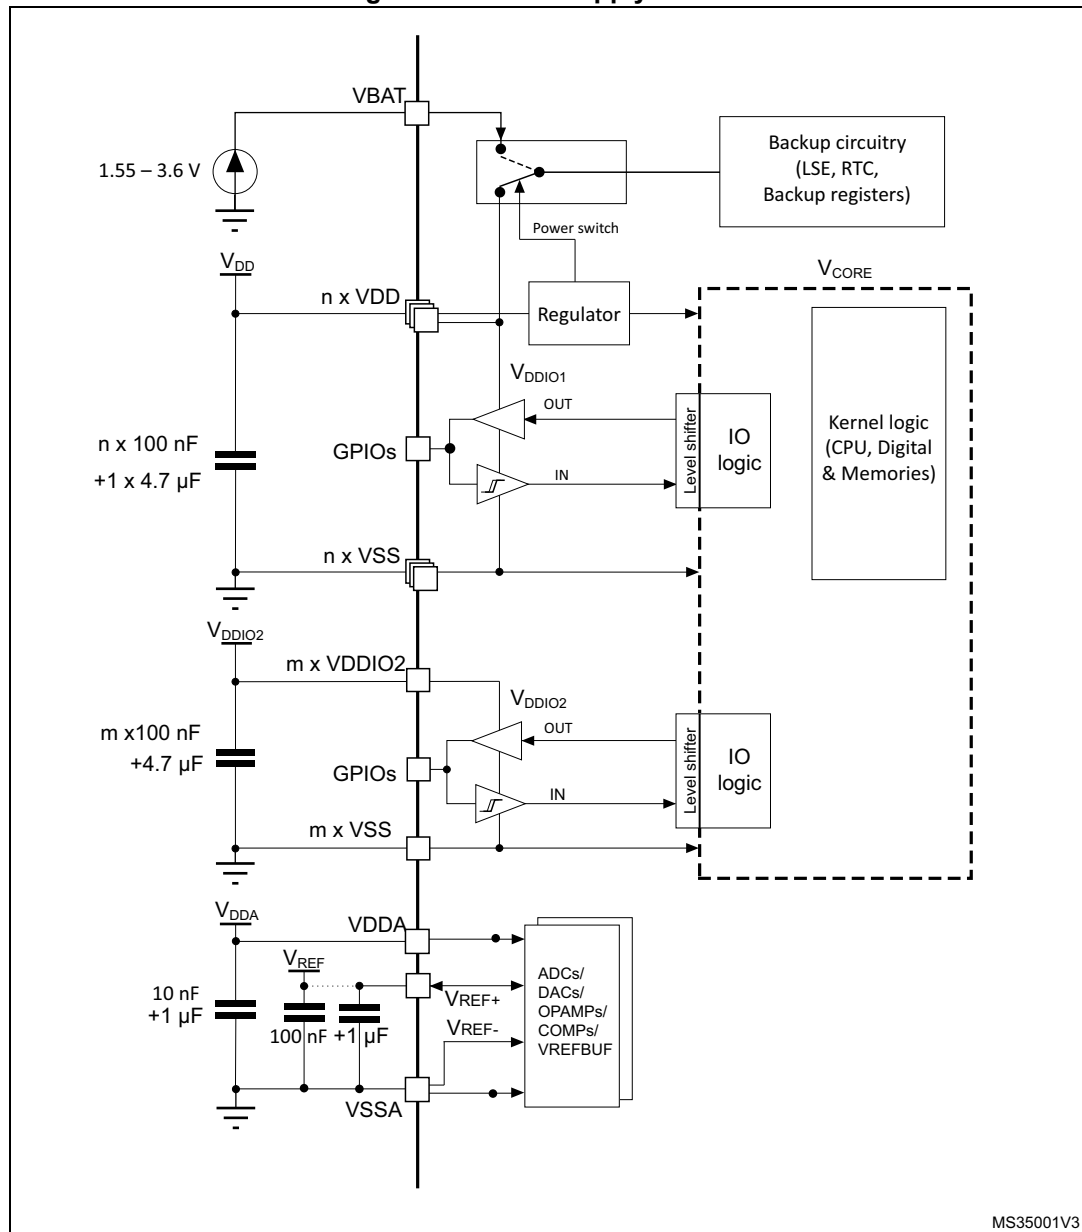 VBAT
1.55 – 3.6 V
Backup circuitry
(LSE, RTC,
Backup registers)
Power switch
VDD
n x VDD
Regulator
VCORE
VDDIO1
OUT
n x 100 nF
+1 x 4.7 µF
GPIOs
IN
Level shifter
IO
logic
Kernel logic
(CPU, Digital
& Memories)
n x VSS
VDDIO2
m x VDDIO2
VDDIO2
OUT
m x100 nF
+4.7 µF
GPIOs
IN
Level shifter
IO
logic
m x VSS
VDDA
VDDA
VREF
10 nF
+1 µF
100 nF
+1 µF
VREF+
VREF-
ADCs/
DACs/
OPAMPs/
COMPs/
VREFBUF
VSSA
MS35001V3